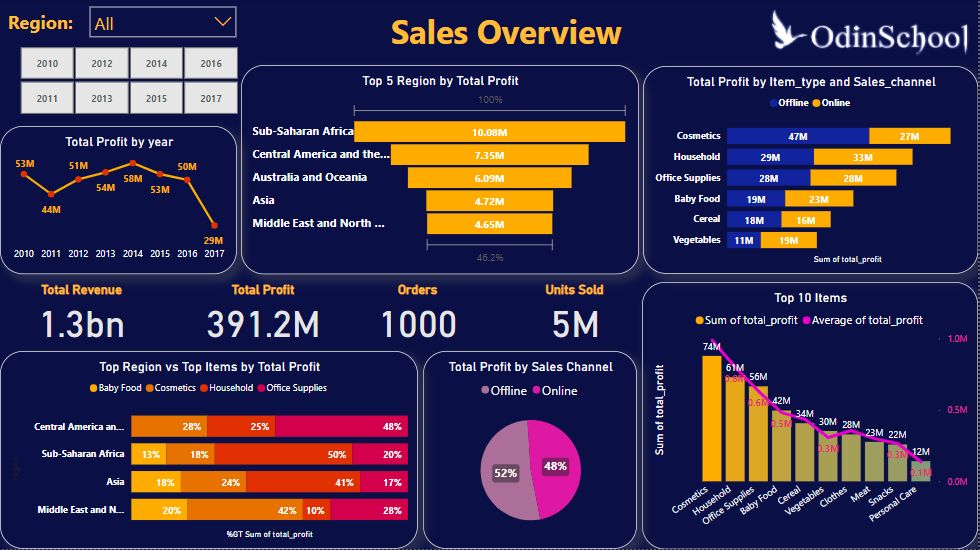 Region:
All
Sales Overview
OdinSchool
2010 2012 2014 2016
2011 2013 2015 2017
Total Profit by year
53M 44M 51M 54M 58M 53M 50M 29M
2010 2011 2012 2013 2014 2015 2016 2017
Top 5 Region by Total Profit
100%
Sub-Saharan Africa 10.08M
Central America and the... 7.35M
Australia and Oceania 6.09M
Asia 4.72M
Middle East and North ... 4.65M
46.2%
Total Profit by Item_type and Sales_channel
Offline Online
Cosmetics 47M 27M
Household 29M 33M
Office Supplies 28M 28M
Baby Food 19M 23M
Cereal 18M 16M
Vegetables 11M 19M
Sum of total_profit
Total Revenue
1.3bn
Total Profit
391.2M
Orders
1000
Units Sold
5M
Top Region vs Top Items by Total Profit
Baby Food Cosmetics Household Office Supplies
Central America an... 28% 25% 48%
Sub-Saharan Africa 13% 18% 50% 20%
Asia 18% 24% 41% 17%
Middle East and N... 20% 42% 10% 28%
%GT Sum of total_profit
Total Profit by Sales Channel
Offline Online
52% 48%
Top 10 Items
Sum of total_profit Average of total_profit
Sum of total_profit
74M 61M 56M 42M 34M 30M 28M 23M 22M 12M
0.6M 0.5M 0.3M 0.3M 0.1M
1.0M
0.5M
0.0M
Cosmetics Household Office Supplies Baby Food Cereal Vegetables Clothes Meat Snacks Personal Care